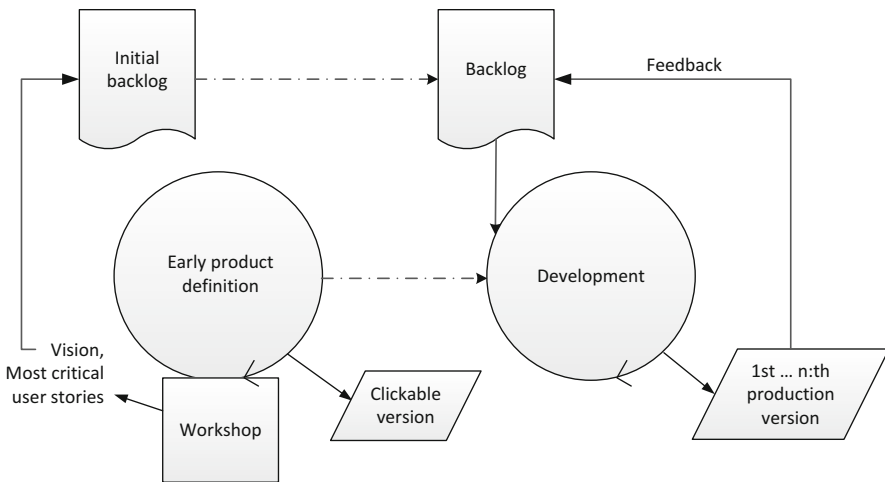 Initial
backlog
Backlog
Feedback
Early product
definition
Development
Vision,
Most critical
user stories
Workshop
Clickable
version
1st ... n:th
production
version